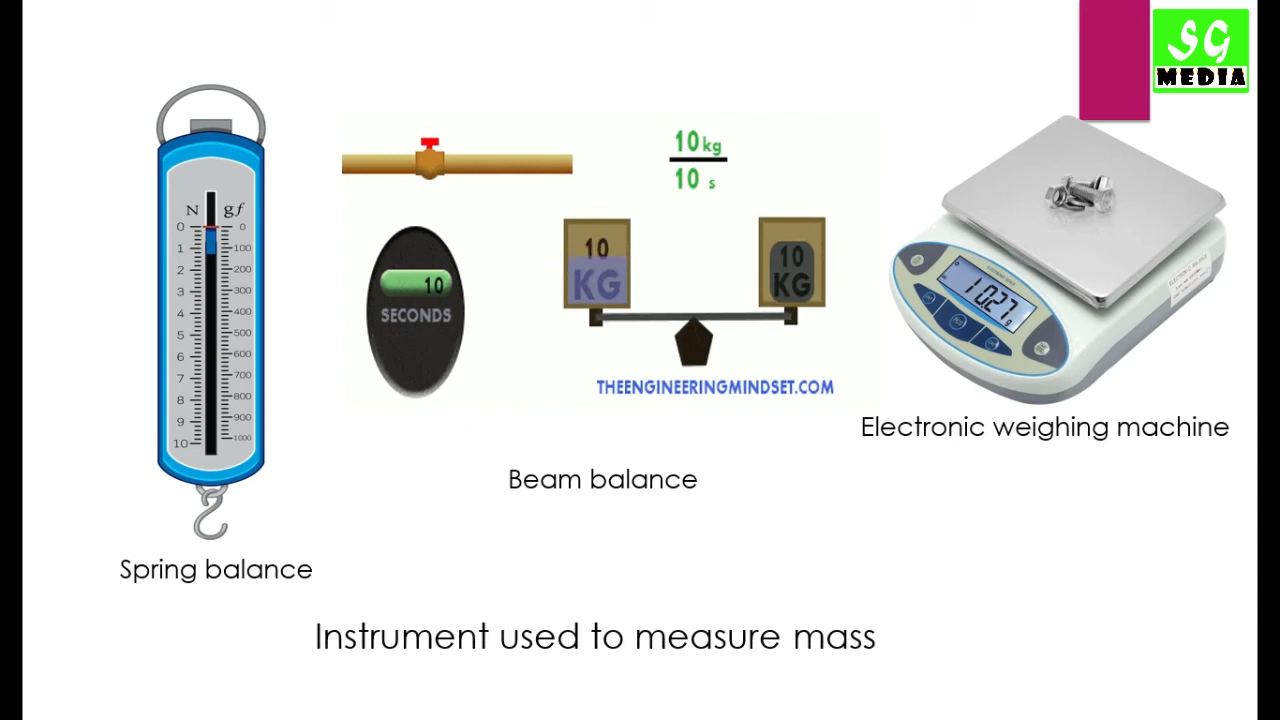 SG
MEDIA
N gf
0 0
1 100
2 200
3 300
4 400
5 500
6 600
7 700
8 800
9 900
10 1000
10 kg
10 s
10
SECONDS
10
KG
10
KG
THEENGINEERINGMINDSET.COM
10.27 g
Spring balance
Beam balance
Electronic weighing machine
Instrument used to measure mass